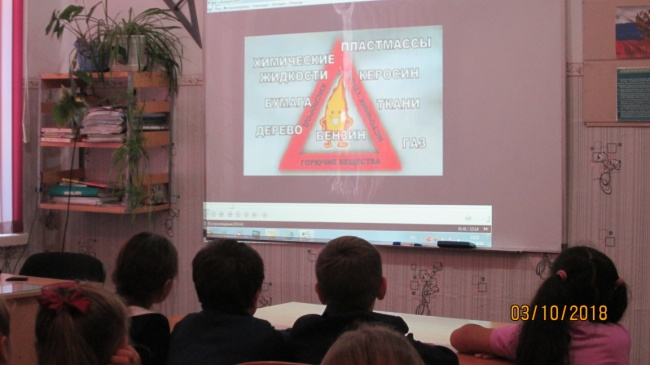 ПЛАСТМАССЫ
ХИМИЧЕСКИЕ
ЖИДКОСТИ
КЕРОСИН
БУМАГА
ТКАНИ
ДЕРЕВО
БЕНЗИН
ГАЗ
ГОРЮЧИЕ ВЕЩЕСТВА
03/10/2018